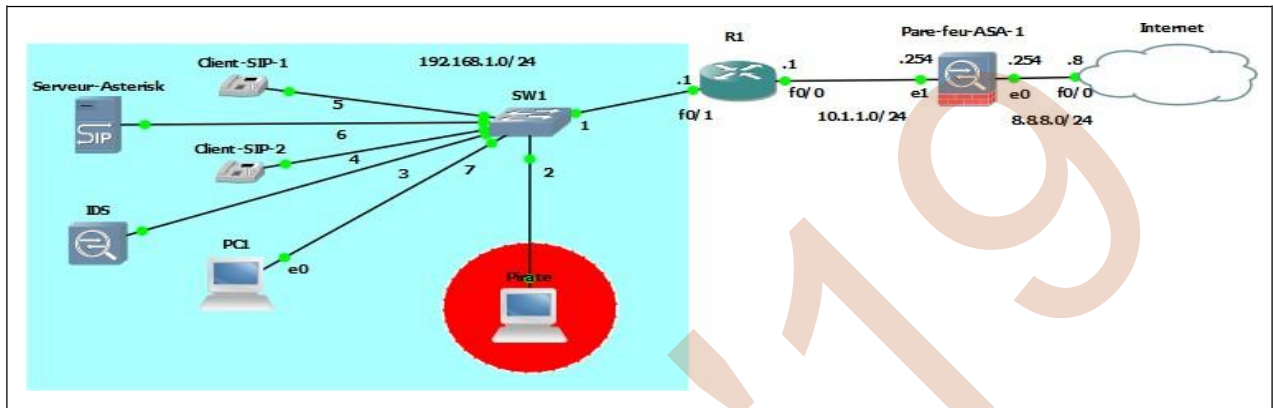 Internet
Pare-feu-ASA-1
R1
Client-SIP-1
192.168.1.0/24
.1
.254
.254
.8
Serveur-Asterisk
SW1
.1
f0/0
e1
e0
f0/0
5
1
f0/1
10.1.1.0/24
8.8.8.0/24
6
SIP
Client-SIP-2
4
3
7
2
IDS
PC1
e0
Pirate
'19